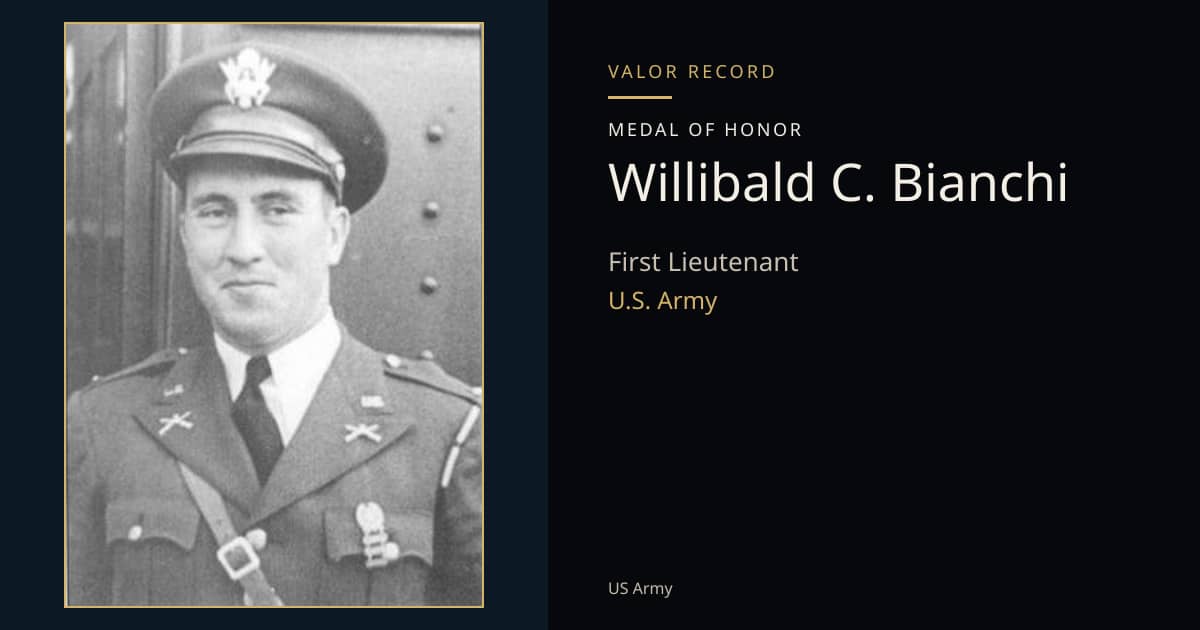 VALOR RECORD
MEDAL OF HONOR
Willibald C. Bianchi
First Lieutenant
U.S. Army
US Army